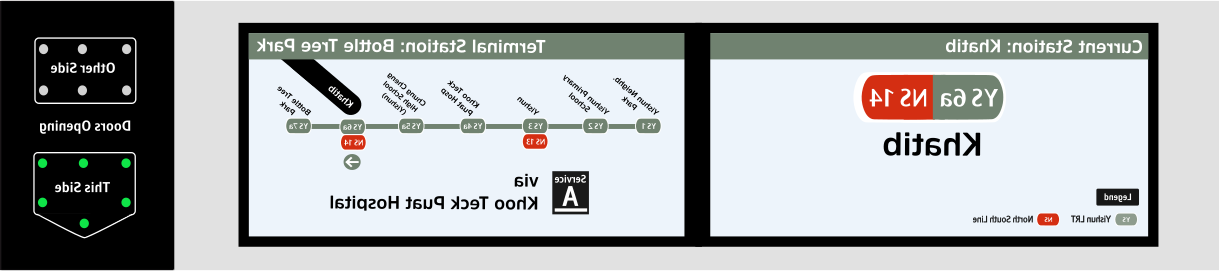 Current Station: Khatib
YS 6a NS 14
Khatib
Legend
YS Yishun LRT NS North South Line
Terminal Station: Bottle Tree Park
Yishun Neighb.
Park
Yishun Primary
School
Yishun
Khoo Teck
Puat Hosp
Chung Cheng
High School
(Yishun)
Khatib
Bottle Tree
Park
YS 1 YS 2 YS 3 YS 4a YS 5a YS 6a YS 7a
NS 13 NS 14
Service
A
via
Khoo Teck Puat Hospital
Other Side
Doors Opening
This Side